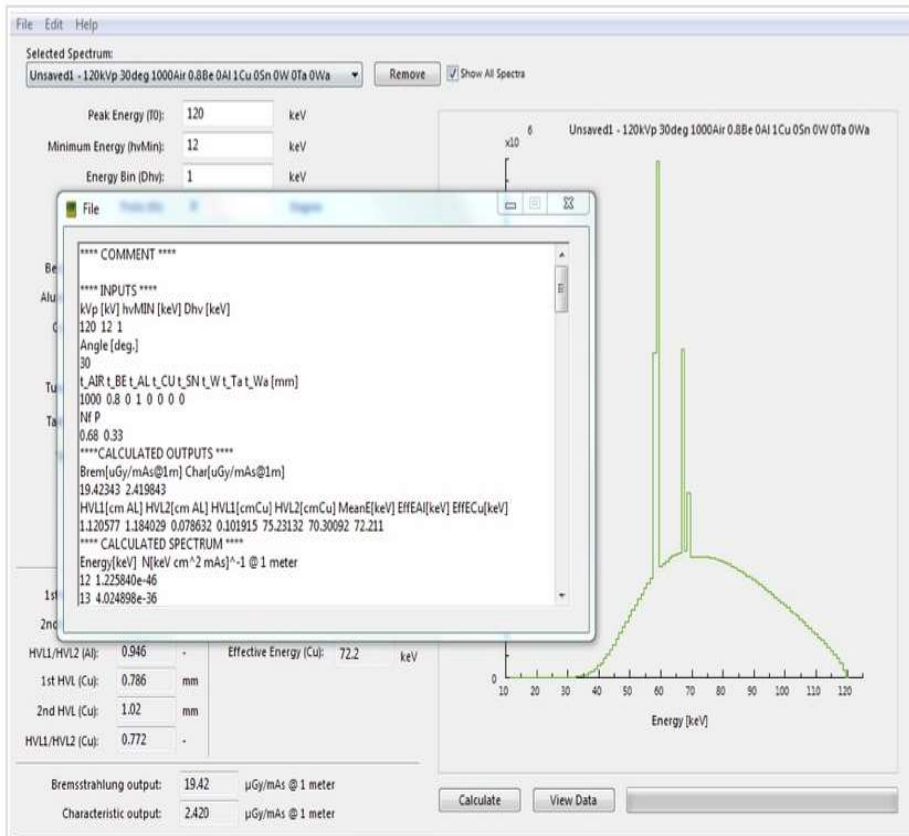 File Edit Help
Selected Spectrum:
Unsaved1 - 120kVp 30deg 1000Air 0.8Be 0Al 1Cu 0Sn 0W 0Ta 0Wa
Remove
Show All Spectra
Peak Energy (T0): 120 keV
Minimum Energy (hvMin): 12 keV
Energy Bin (Dhv): 1 keV
File
**** COMMENT ****
**** INPUTS ****
kVp [kV] hvMIN [keV] Dhv [keV]
120 12 1
Angle [deg.]
30
t_AIR t_BE t_AL t_CU t_SN t_W t_Ta t_Wa [mm]
1000 0.8 0 1 0 0 0 0
Nf P
0.68 0.33
****CALCULATED OUTPUTS ****
Brem[uGy/mAs@1m] Char[uGy/mAs@1m]
19.42343 2.419843
HVL1[cm AL] HVL2[cm AL] HVL1[cmCu] HVL2[cmCu] MeanE[keV] EffEAl[keV] EffECu[keV]
1.120577 1.184029 0.078632 0.101915 75.23132 70.30092 72.211
**** CALCULATED SPECTRUM ****
Energy[keV] N[keV cm^2 mAs]^-1 @ 1 meter
12 1.225840e-46
13 4.024898e-36
HVL1/HVL2 (Al): 0.946 -
Effective Energy (Cu): 72.2 keV
1st HVL (Cu): 0.786 mm
2nd HVL (Cu): 1.02 mm
HVL1/HVL2 (Cu): 0.772 -
Bremsstrahlung output: 19.42 µGy/mAs @ 1 meter
Characteristic output: 2.420 µGy/mAs @ 1 meter
x10 6
Unsaved1 - 120kVp 30deg 1000Air 0.8Be 0Al 1Cu 0Sn 0W 0Ta 0Wa
0
10 20 30 40 50 60 70 80 90 100 110 120
Energy [keV]
Calculate
View Data